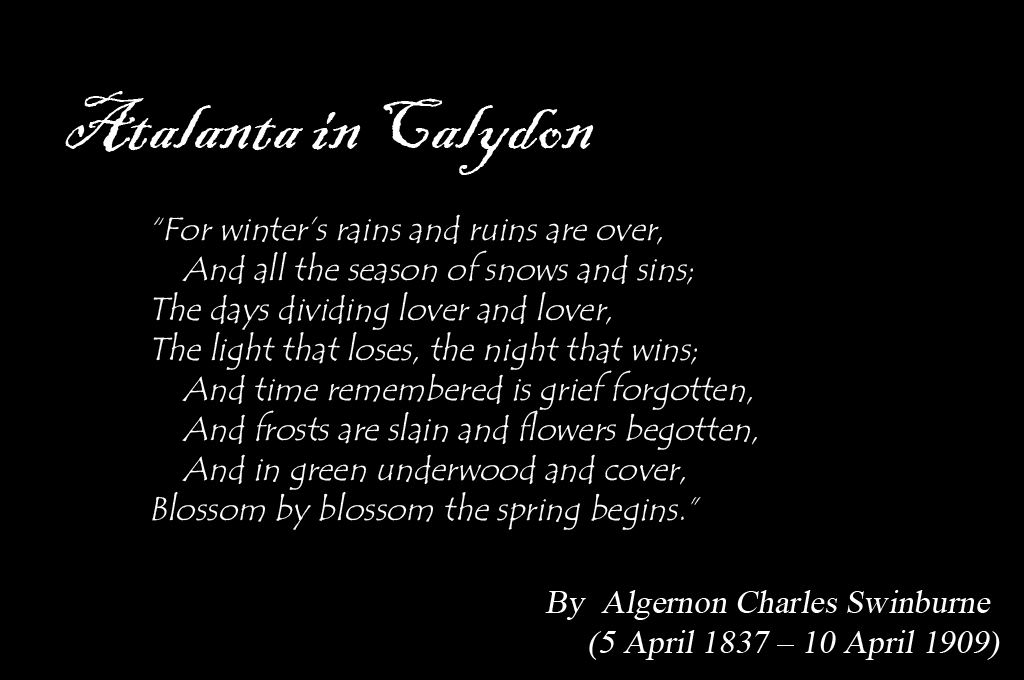 Atalanta in Calydon
“For winter’s rains and ruins are over,
And all the season of snows and sins;
The days dividing lover and lover,
The light that loses, the night that wins;
And time remembered is grief forgotten,
And frosts are slain and flowers begotten,
And in green underwood and cover,
Blossom by blossom the spring begins.”
By Algernon Charles Swinburne
(5 April 1837 – 10 April 1909)